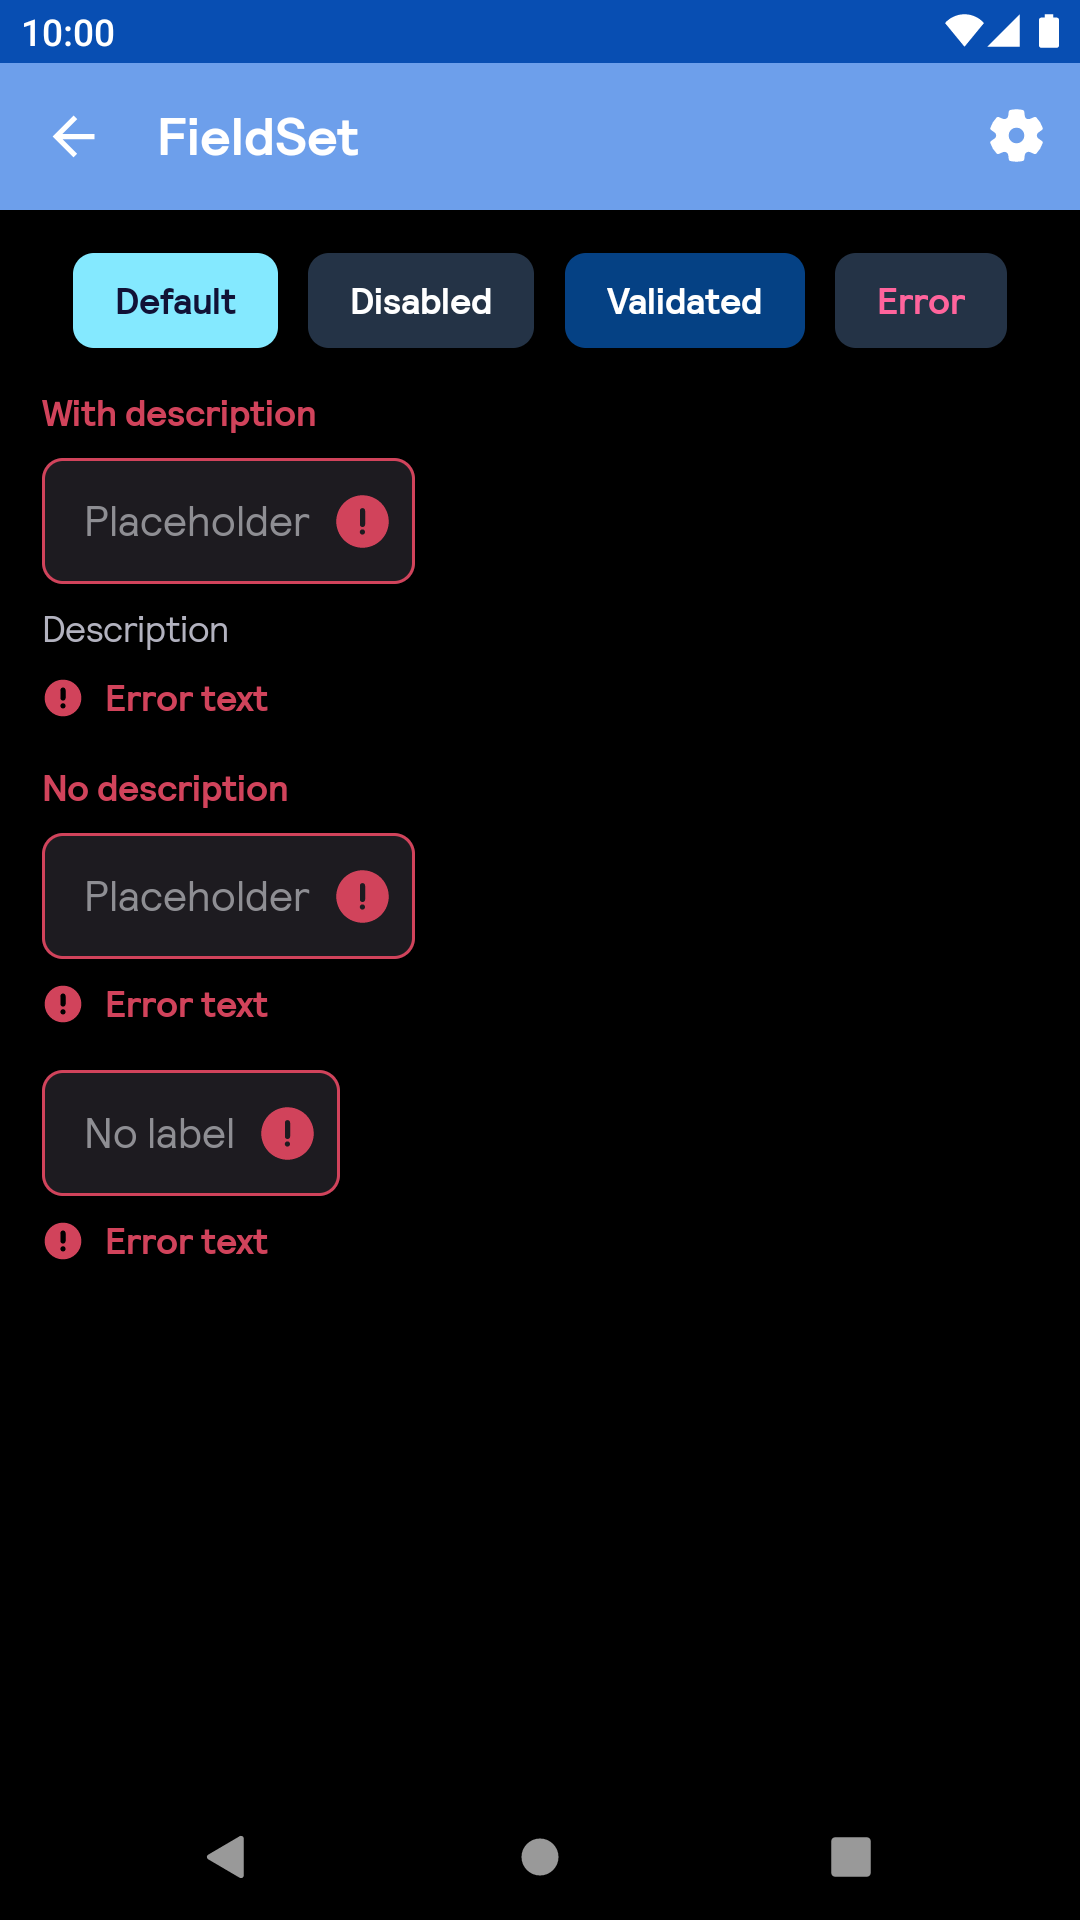 10:00
FieldSet
Default Disabled Validated Error
With description
Placeholder
Description
Error text
No description
Placeholder
Error text
No label
Error text